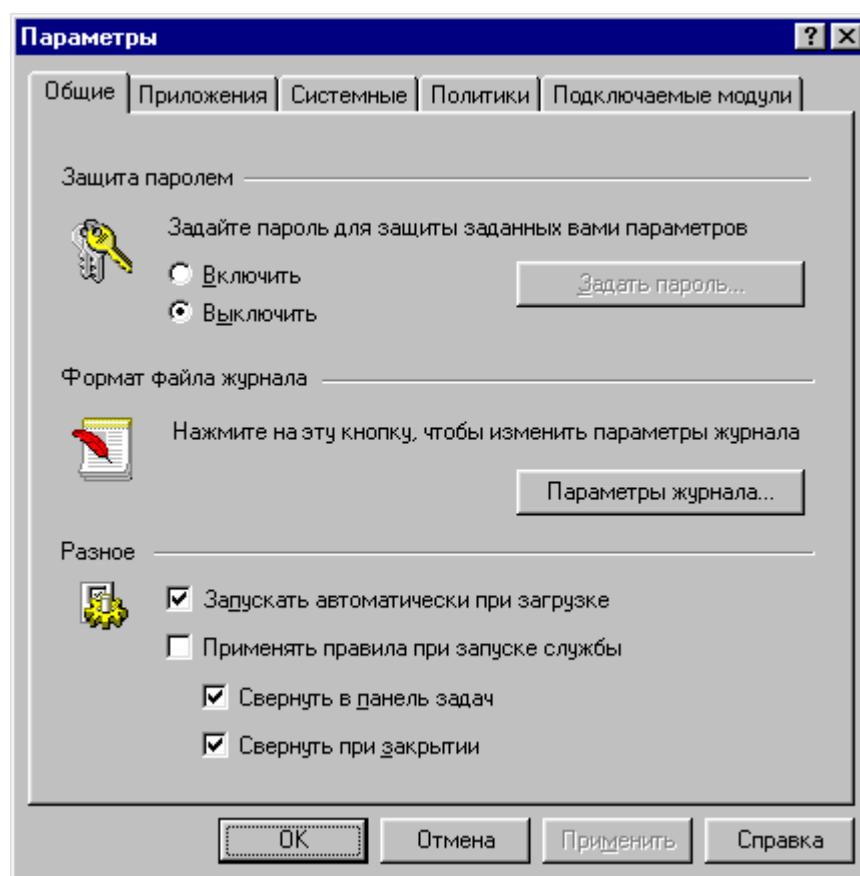 Параметры
Общие Приложения Системные Политики Подключаемые модули
Защита паролем
Задайте пароль для защиты заданных вами параметров
Включить
Задать пароль...
Выключить
Формат файла журнала
Нажмите на эту кнопку, чтобы изменить параметры журнала
Параметры журнала...
Разное
Запускать автоматически при загрузке
Применять правила при запуске службы
Свернуть в панель задач
Свернуть при закрытии
OK Отмена Применить Справка